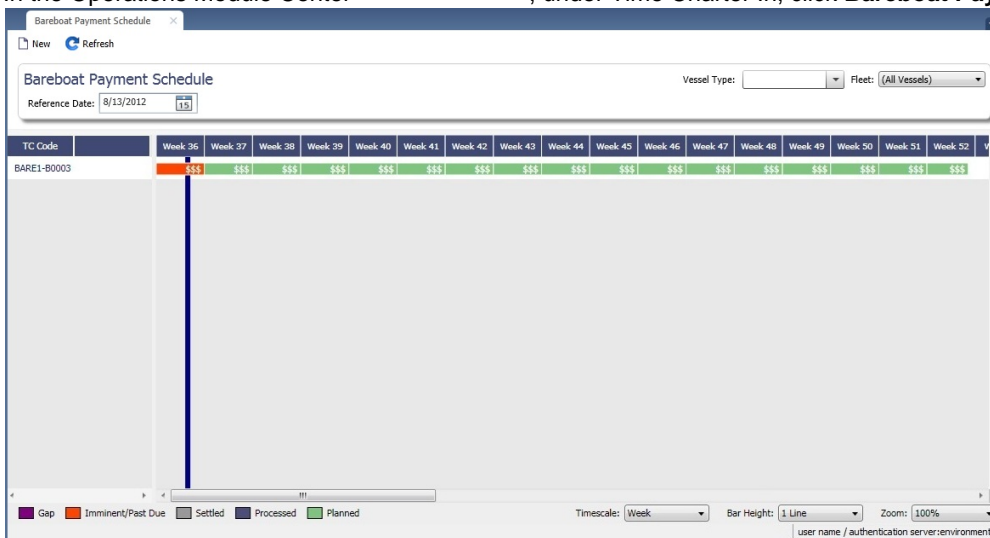 in the Operations Module Center , under Time Charter In, click Bareboat Pay
Bareboat Payment Schedule ×
New Refresh
Bareboat Payment Schedule
Vessel Type: Fleet: (All Vessels)
Reference Date: 8/13/2012 15
TC Code Week 36 Week 37 Week 38 Week 39 Week 40 Week 41 Week 42 Week 43 Week 44 Week 45 Week 46 Week 47 Week 48 Week 49 Week 50 Week 51 Week 52 W
BARE1-B0003 $$$ $$$ $$$ $$$ $$$ $$$ $$$ $$$ $$$ $$$ $$$ $$$ $$$ $$$ $$$ $$$ $$$
Gap Imminent/Past Due Settled Processed Planned Timescale: Week Bar Height: 1 Line Zoom: 100%
user name / authentication server:environment